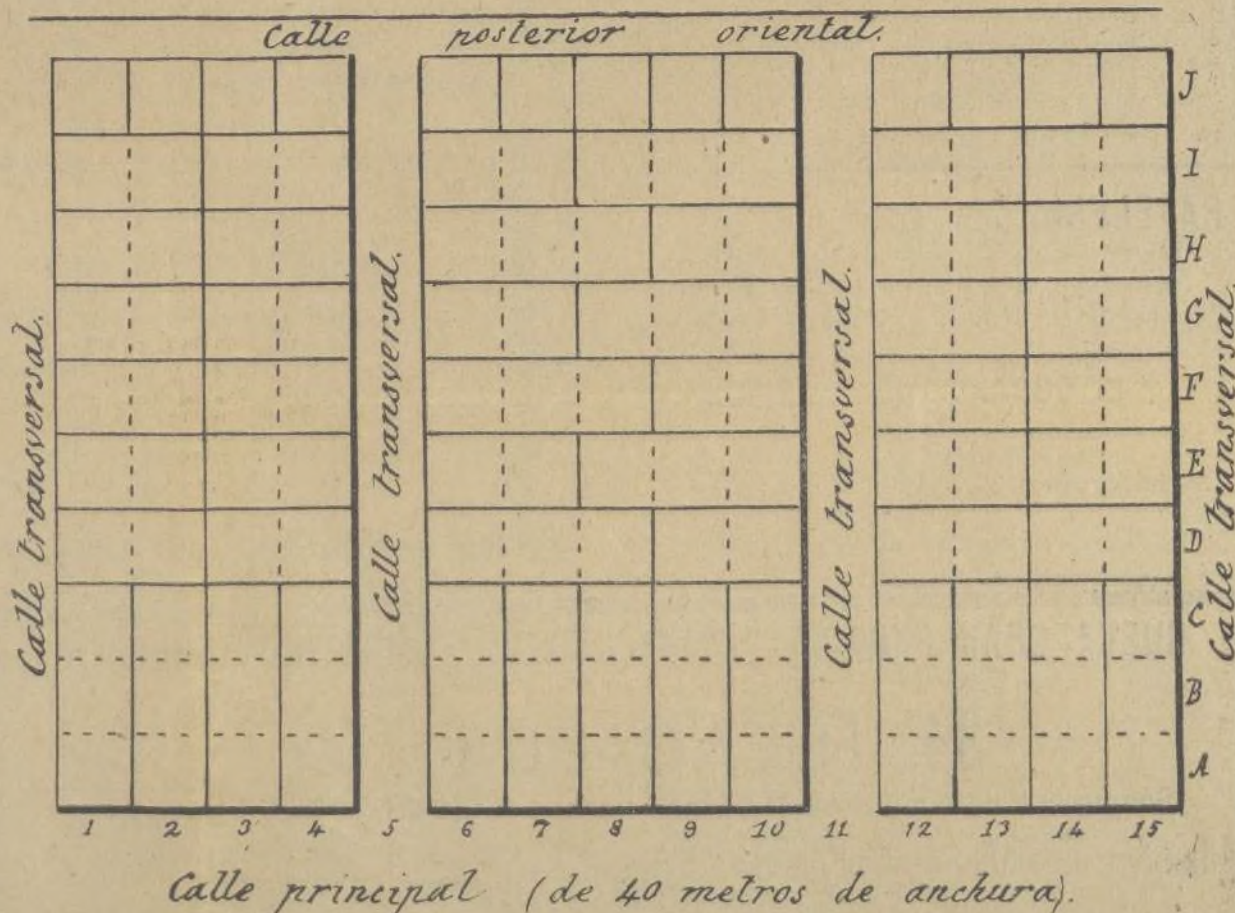 Calle posterior oriental.
J
I
H
G
F
E
D
C
B
A
Calle transversal.
Calle transversal.
Calle transversal.
Calle transversal.
1 2 3 4 5 6 7 8 9 10 11 12 13 14 15
Calle principal (de 40 metros de anchura).